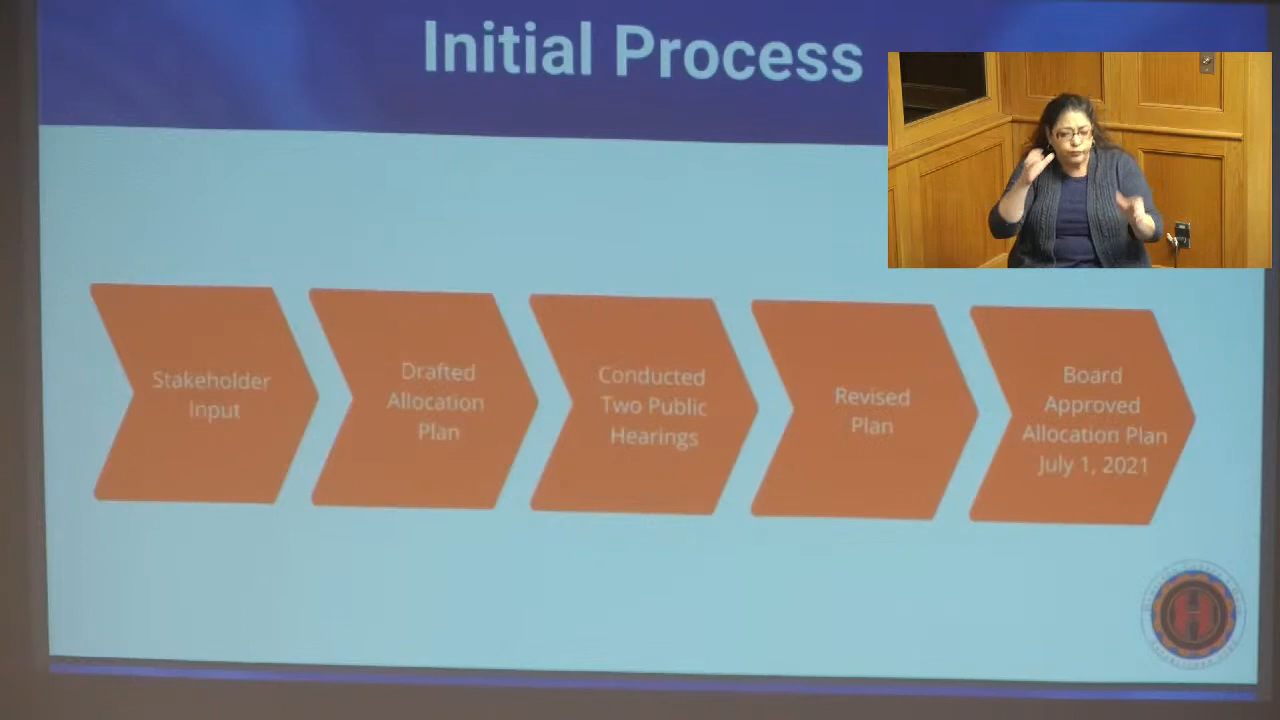 Initial Process
Stakeholder
Input
Drafted
Allocation
Plan
Conducted
Two Public
Hearings
Revised
Plan
Board
Approved
Allocation Plan
July 1, 2021
H